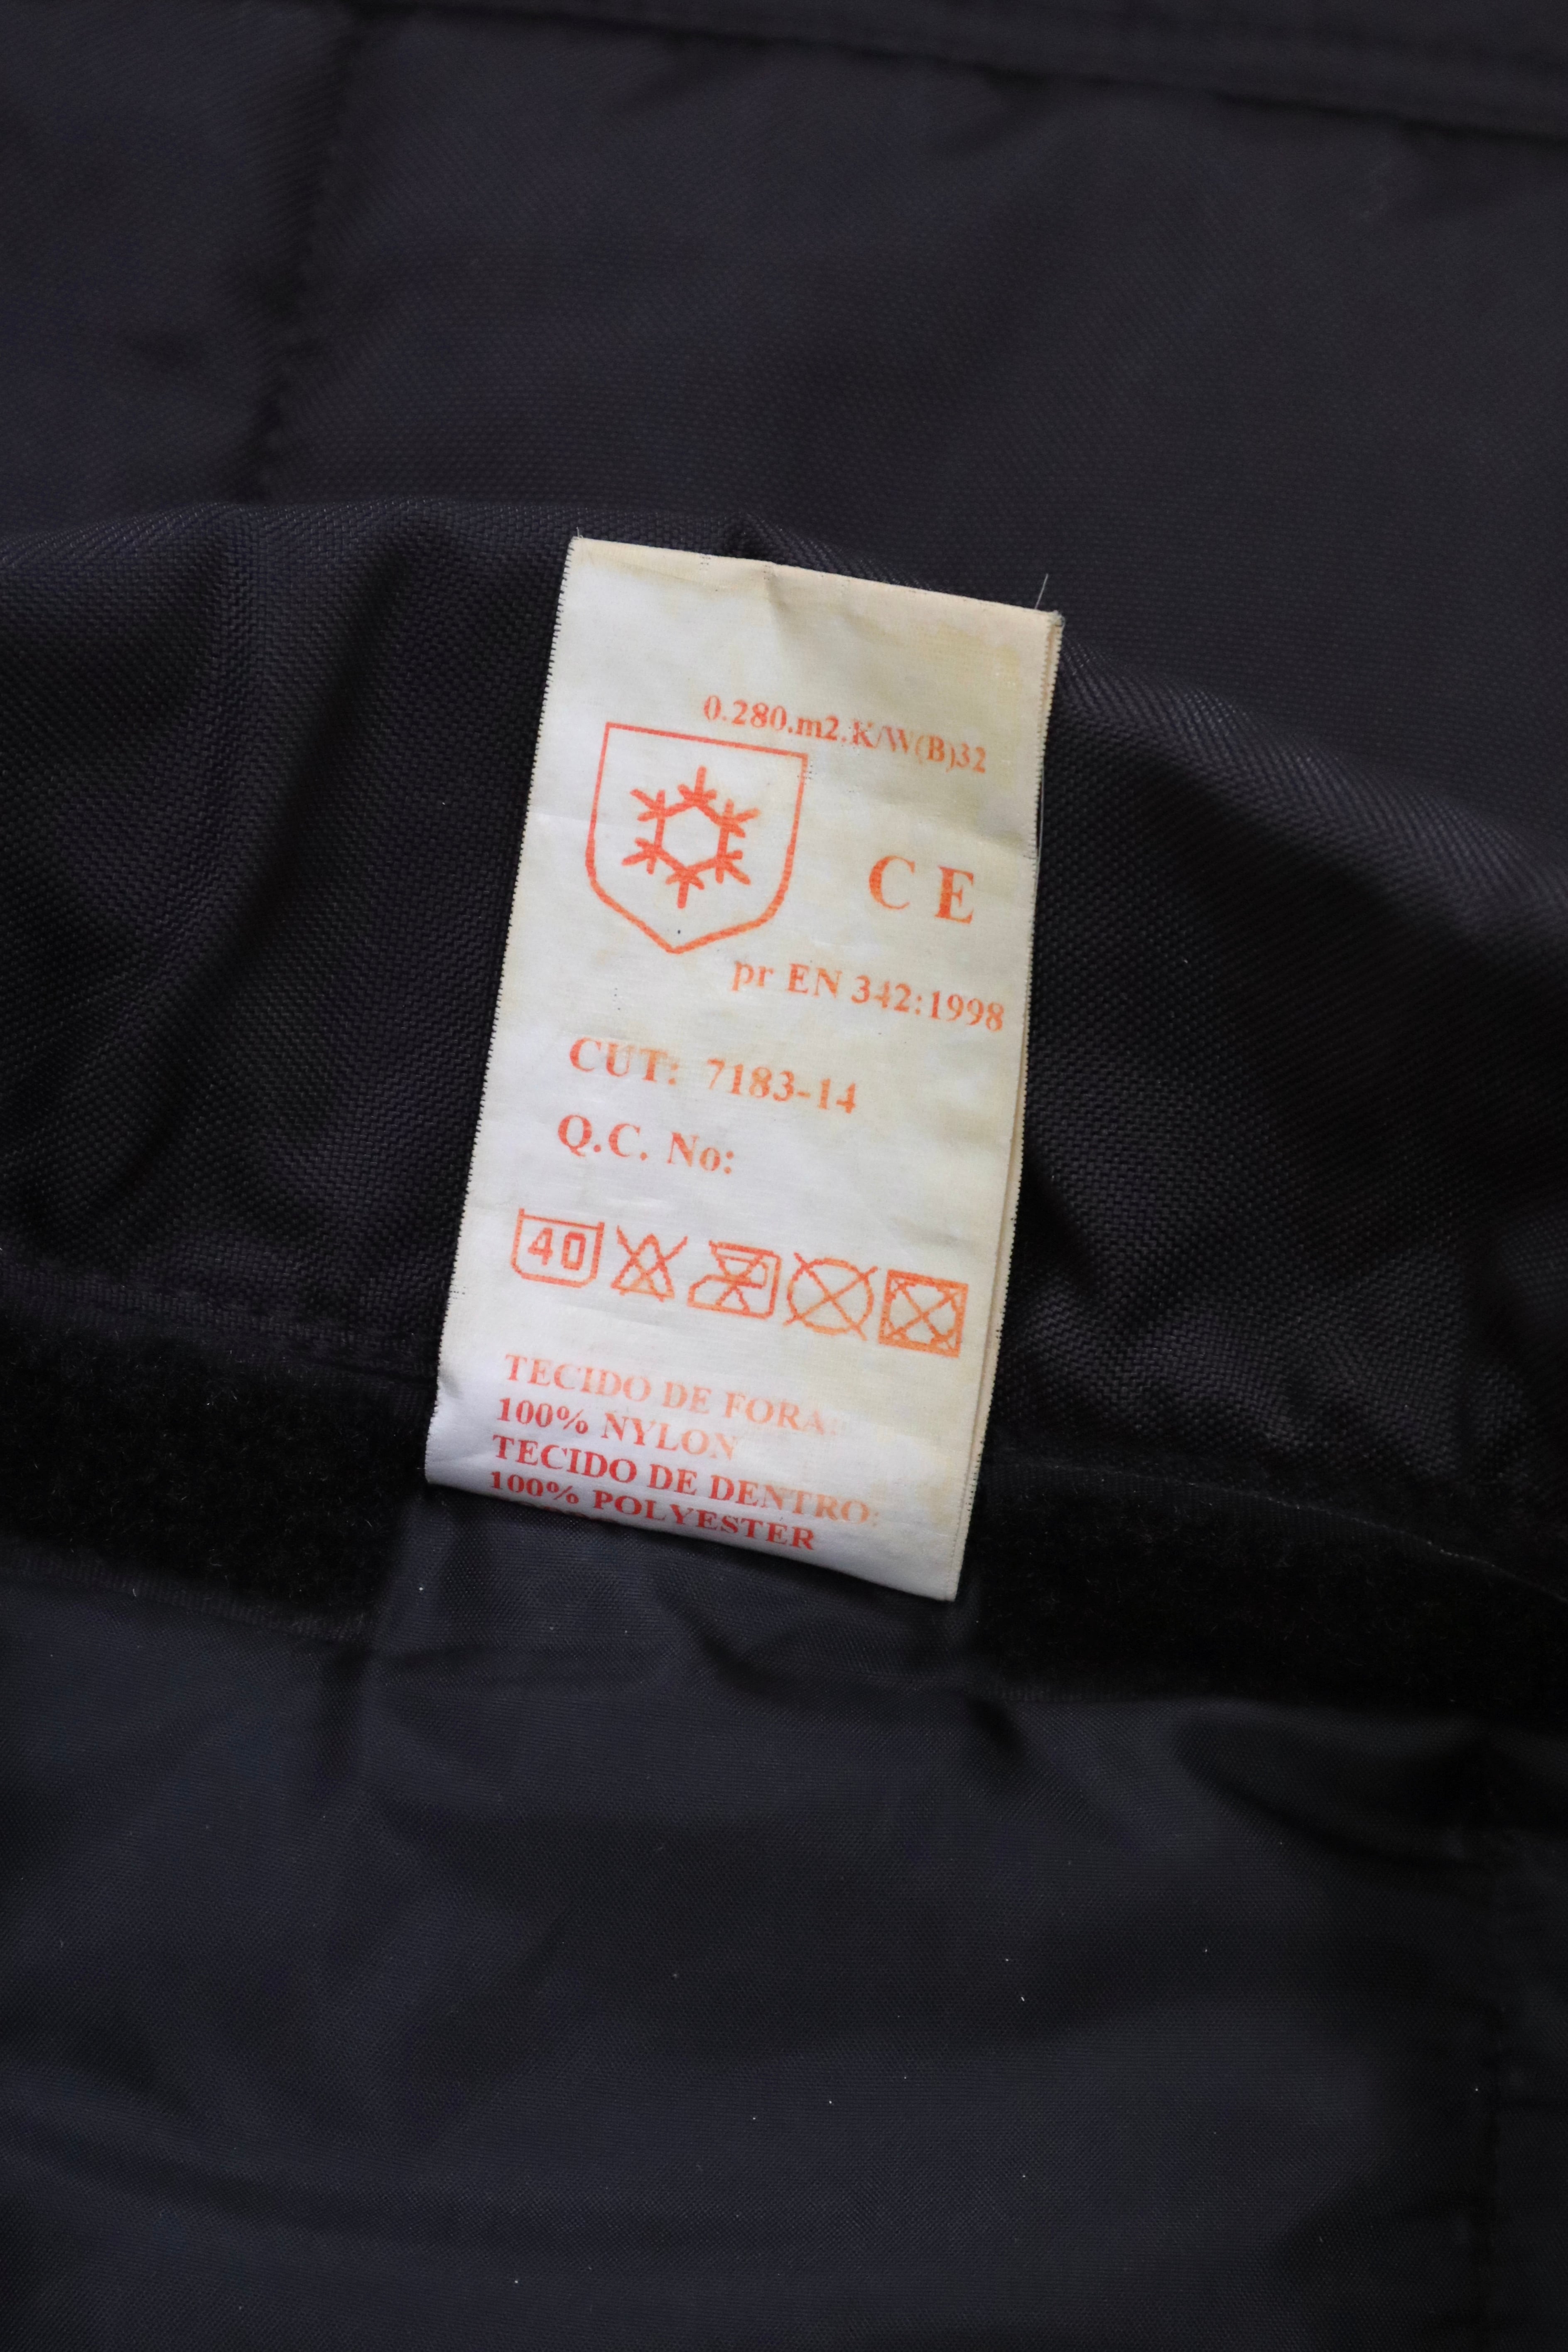 0.280.m2.K/W(B)32
C E
pr EN 342:1998
CUT: 7183-14
Q.C. No:
40
TECIDO DE FORA:
100% NYLON
TECIDO DE DENTRO:
100% POLYESTER